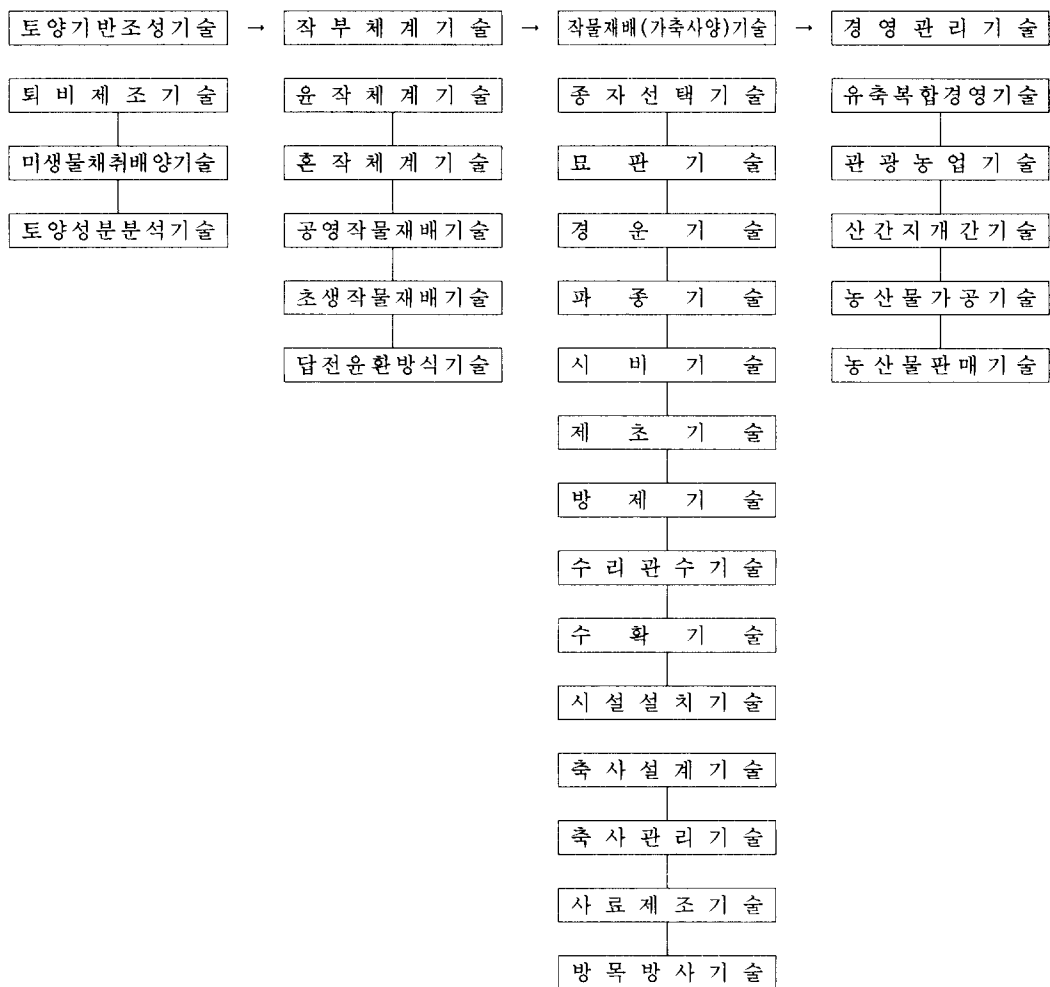 토양기반조성기술 → 작부체계기술 → 작물재배(가축사양)기술 → 경영관리기술
퇴비제조기술
미생물채취배양기술
토양성분분석기술
윤작체계기술
혼작체계기술
공영작물재배기술
초생작물재배기술
답전윤환방식기술
종자선택기술
묘판기술
경운기술
파종기술
시비기술
제초기술
방제기술
수리관수기술
수확기술
시설설치기술
축사설계기술
축사관리기술
사료제조기술
방목방사기술
유축복합경영기술
관광농업기술
산간지개간기술
농산물가공기술
농산물판매기술